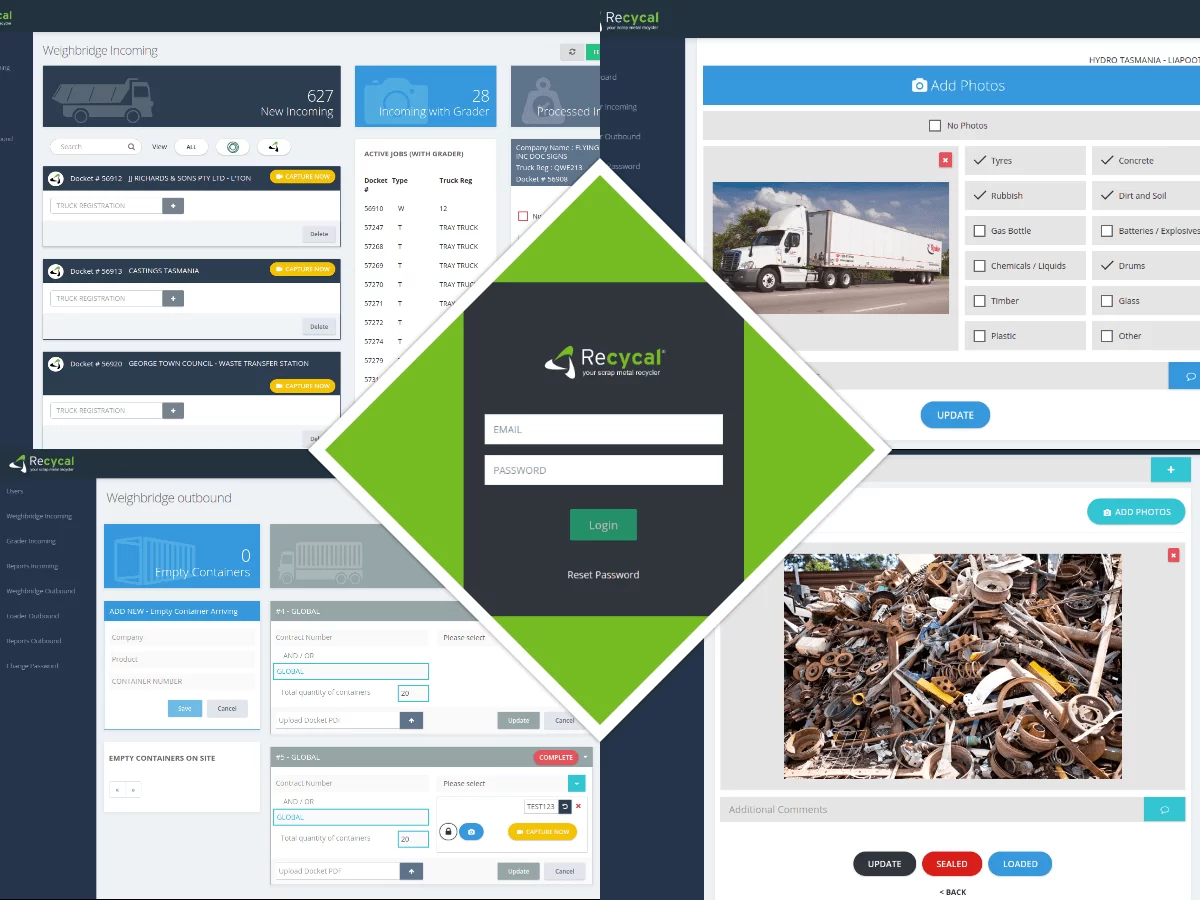 Recycal
your scrap metal recycler
Weighbridge Incoming
627
New Incoming
28
Incoming with Grader
Processed
Search
View
ALL
Docket # 56912 JJ RICHARDS & SONS PTY LTD - L'TON
CAPTURE NOW
TRUCK REGISTRATION
+
Delete
Docket # 56913 CASTINGS TASMANIA
CAPTURE NOW
TRUCK REGISTRATION
+
Delete
Docket # 56920 GEORGE TOWN COUNCIL - WASTE TRANSFER STATION
CAPTURE NOW
TRUCK REGISTRATION
+
ACTIVE JOBS (WITH GRADER)
Docket # Type Truck Reg
56910 W 12
57247 T TRAY TRUCK
57268 T TRAY TRUCK
57269 T TRAY TRUCK
57270 T TRAY
57271 T
57272 T
57274 T
57279
Company Name : FLYING
INC DOC SIGNS
Truck Reg : QWE213
Docket # 56908
Incoming
Outbound
HYDRO TASMANIA -
Add Photos
No Photos
Tyres
Concrete
Rubbish
Dirt and Soil
Gas Bottle
Batteries / Explosives
Chemicals / Liquids
Drums
Timber
Glass
Plastic
Other
UPDATE
Recycal
your scrap metal recycler
EMAIL
PASSWORD
Login
Reset Password
Recycal
your scrap metal recycler
Users
Weighbridge Incoming
Grader Incoming
Reports Incoming
Weighbridge Outbound
Loader Outbound
Reports Outbound
Change Password
Weighbridge outbound
0
Empty Containers
ADD NEW - Empty Container Arriving
Company
Product
CONTAINER NUMBER
Save
Cancel
EMPTY CONTAINERS ON SITE
«
»
#4 - GLOBAL
Contract Number
Please select
AND / OR
GLOBAL
Total quantity of containers
20
Upload Docket PDF
Update
Cancel
#5 - GLOBAL
COMPLETE
Contract Number
Please select
AND / OR
GLOBAL
TEST123
Total quantity of containers
20
CAPTURE NOW
Upload Docket PDF
Update
Cancel
+
ADD PHOTOS
Additional Comments
UPDATE
SEALED
LOADED
< BACK